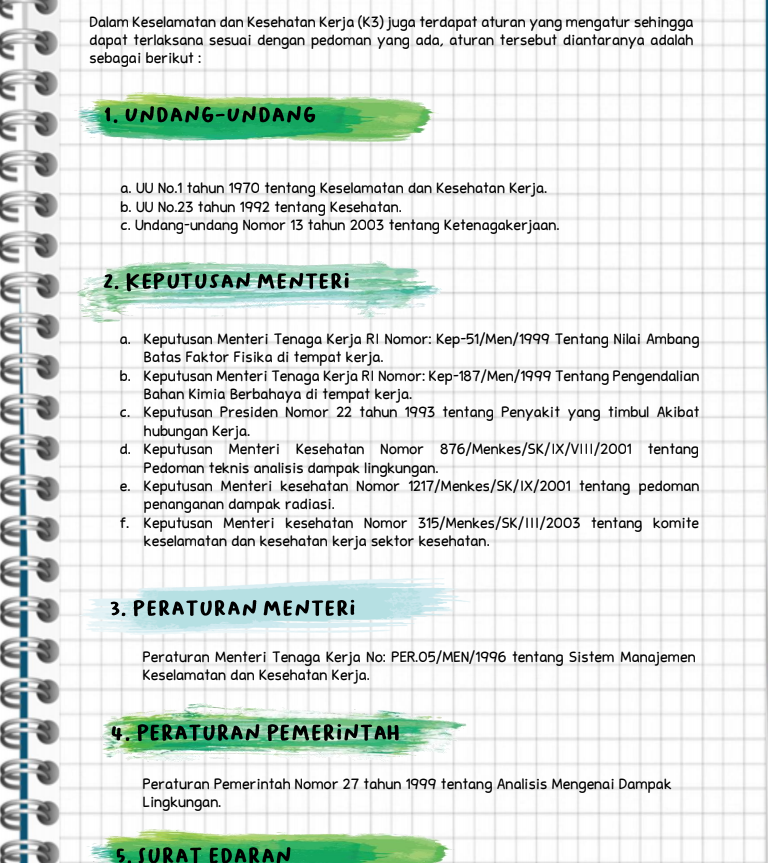 Dalam Keselamatan dan Kesehatan Kerja (K3) juga terdapat aturan yang mengatur sehingga
dapat terlaksana sesuai dengan pedoman yang ada, aturan tersebut diantaranya adalah
sebagai berikut :
1. UNDANG-UNDANG
a. UU No.1 tahun 1970 tentang Keselamatan dan Kesehatan Kerja.
b. UU No.23 tahun 1992 tentang Kesehatan.
c. Undang-undang Nomor 13 tahun 2003 tentang Ketenagakerjaan.
2. KEPUTUSAN MENTERi
a. Keputusan Menteri Tenaga Kerja RI Nomor: Kep-51/Men/1999 Tentang Nilai Ambang
Batas Faktor Fisika di tempat kerja.
b. Keputusan Menteri Tenaga Kerja RI Nomor: Kep-187/Men/1999 Tentang Pengendalian
Bahan Kimia Berbahaya di tempat kerja.
c. Keputusan Presiden Nomor 22 tahun 1993 tentang Penyakit yang timbul Akibat
hubungan Kerja.
d. Keputusan Menteri Kesehatan Nomor 876/Menkes/SK/IX/VIII/2001 tentang
Pedoman teknis analisis dampak lingkungan.
e. Keputusan Menteri kesehatan Nomor 1217/Menkes/SK/IX/2001 tentang pedoman
penanganan dampak radiasi.
f. Keputusan Menteri kesehatan Nomor 315/Menkes/SK/III/2003 tentang komite
keselamatan dan kesehatan kerja sektor kesehatan.
3. PERATURAN MENTERi
Peraturan Menteri Tenaga Kerja No: PER.05/MEN/1996 tentang Sistem Manajemen
Keselamatan dan Kesehatan Kerja.
4. PERATURAN PEMERiNTAH
Peraturan Pemerintah Nomor 27 tahun 1999 tentang Analisis Mengenai Dampak
Lingkungan.
5. SURAT EDARAN